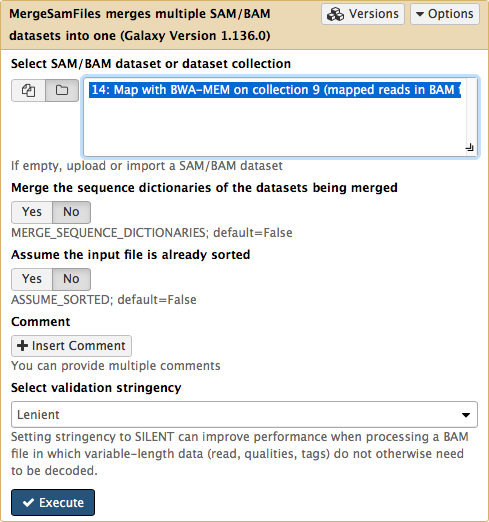 MergeSamFiles merges multiple SAM/BAM
datasets into one (Galaxy Version 1.136.0)
Versions
Options
Select SAM/BAM dataset or dataset collection
14: Map with BWA-MEM on collection 9 (mapped reads in BAM
If empty, upload or import a SAM/BAM dataset
Merge the sequence dictionaries of the datasets being merged
Yes No
MERGE_SEQUENCE_DICTIONARIES; default=False
Assume the input file is already sorted
Yes No
ASSUME_SORTED; default=False
Comment
Insert Comment
You can provide multiple comments
Select validation stringency
Lenient
Setting stringency to SILENT can improve performance when processing a BAM
file in which variable-length data (read, qualities, tags) do not otherwise need
to be decoded.
Execute